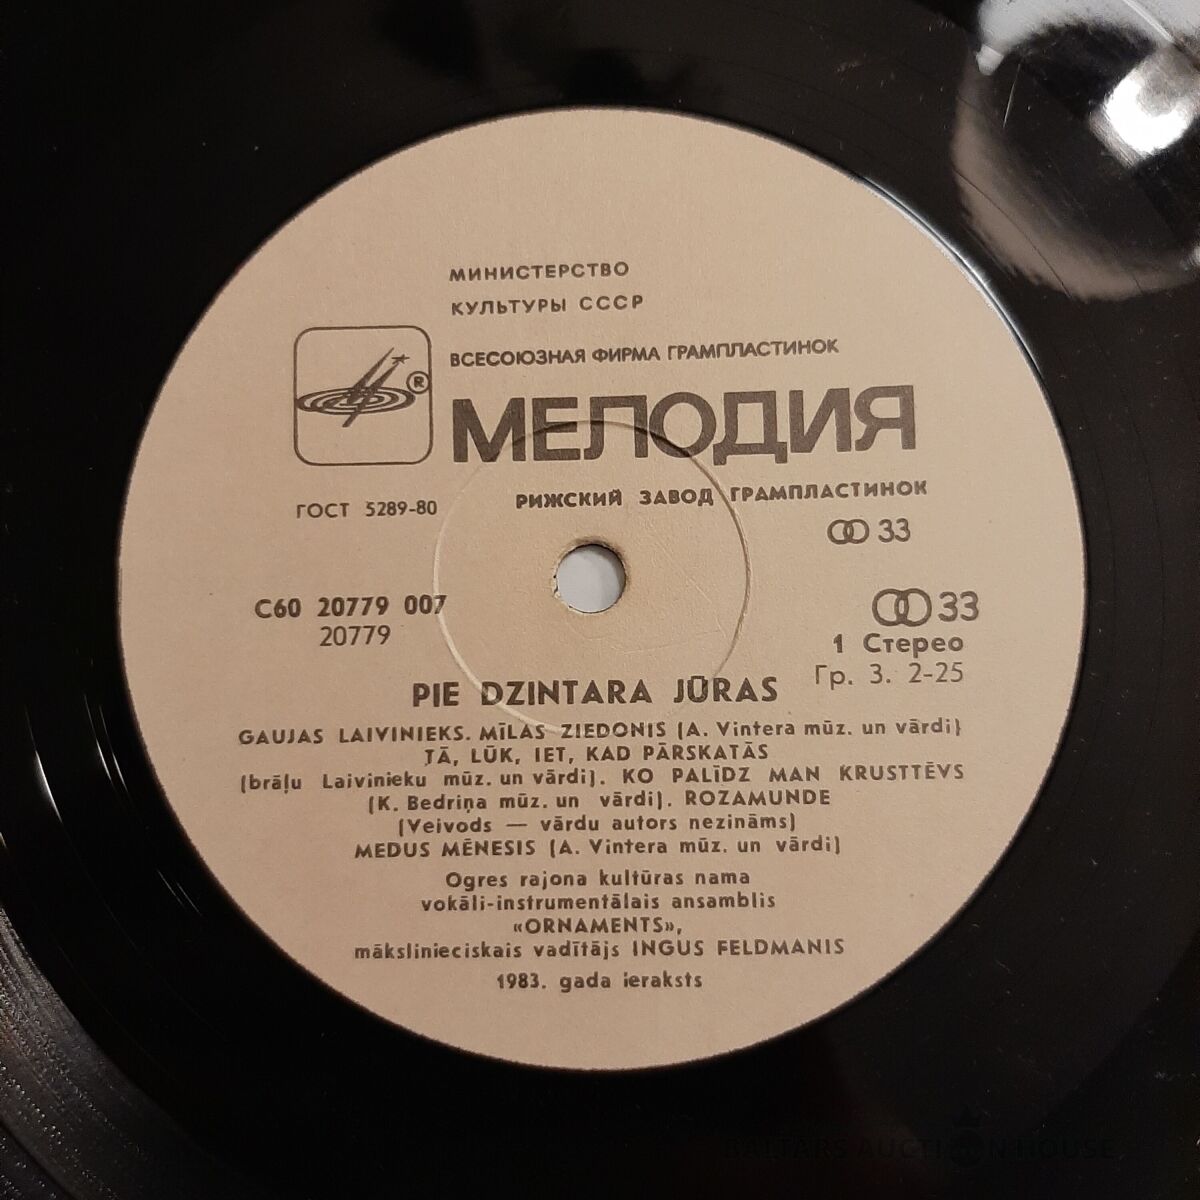 МИНИСТЕРСТВО
КУЛЬТУРЫ СССР
ВСЕСОЮЗНАЯ ФИРМА ГРАМПЛАСТИНОК
®
МЕЛОДИЯ
ГОСТ 5289-80
РИЖСКИЙ ЗАВОД ГРАМПЛАСТИНОК
33
С60 20779 007
33
20779
1 Стерео
Гр. 3. 2-25
PIE DZINTARA JŪRAS
GAUJAS LAIVINIEKS. MĪLAS ZIEDONIS (A. Vintera mūz. un vārdi)
TĀ, LŪK, IET, KAD PĀRSKATĀS
(brāļu Laivinieku mūz. un vārdi). KO PALĪDZ MAN KRUSTTĒVS
(K. Bedriņa mūz. un vārdi). ROZAMUNDE
(Veivods — vārdu autors nezināms)
MEDUS MĒNESIS (A. Vintera mūz. un vārdi)
Ogres rajona kultūras nama
vokāli-instrumentālais ansamblis
«ORNAMENTS»,
mākslinieciskais vadītājs INGUS FELDMANIS
1983. gada ieraksts
BALTARS AUCTION HOUSE